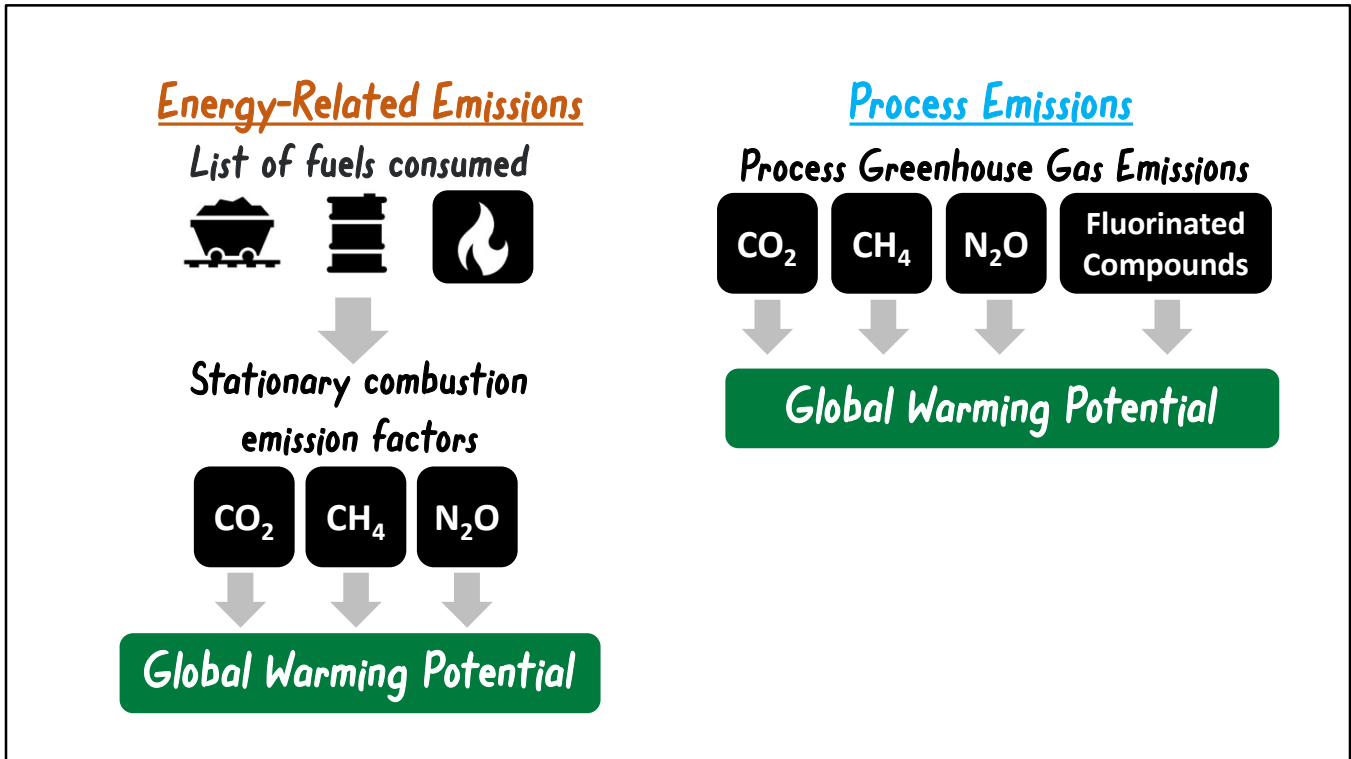 Energy-Related Emissions
List of fuels consumed
Stationary combustion
emission factors
CO₂
CH₄
N₂O
Global Warming Potential
Process Emissions
Process Greenhouse Gas Emissions
CO₂
CH₄
N₂O
Fluorinated
Compounds
Global Warming Potential